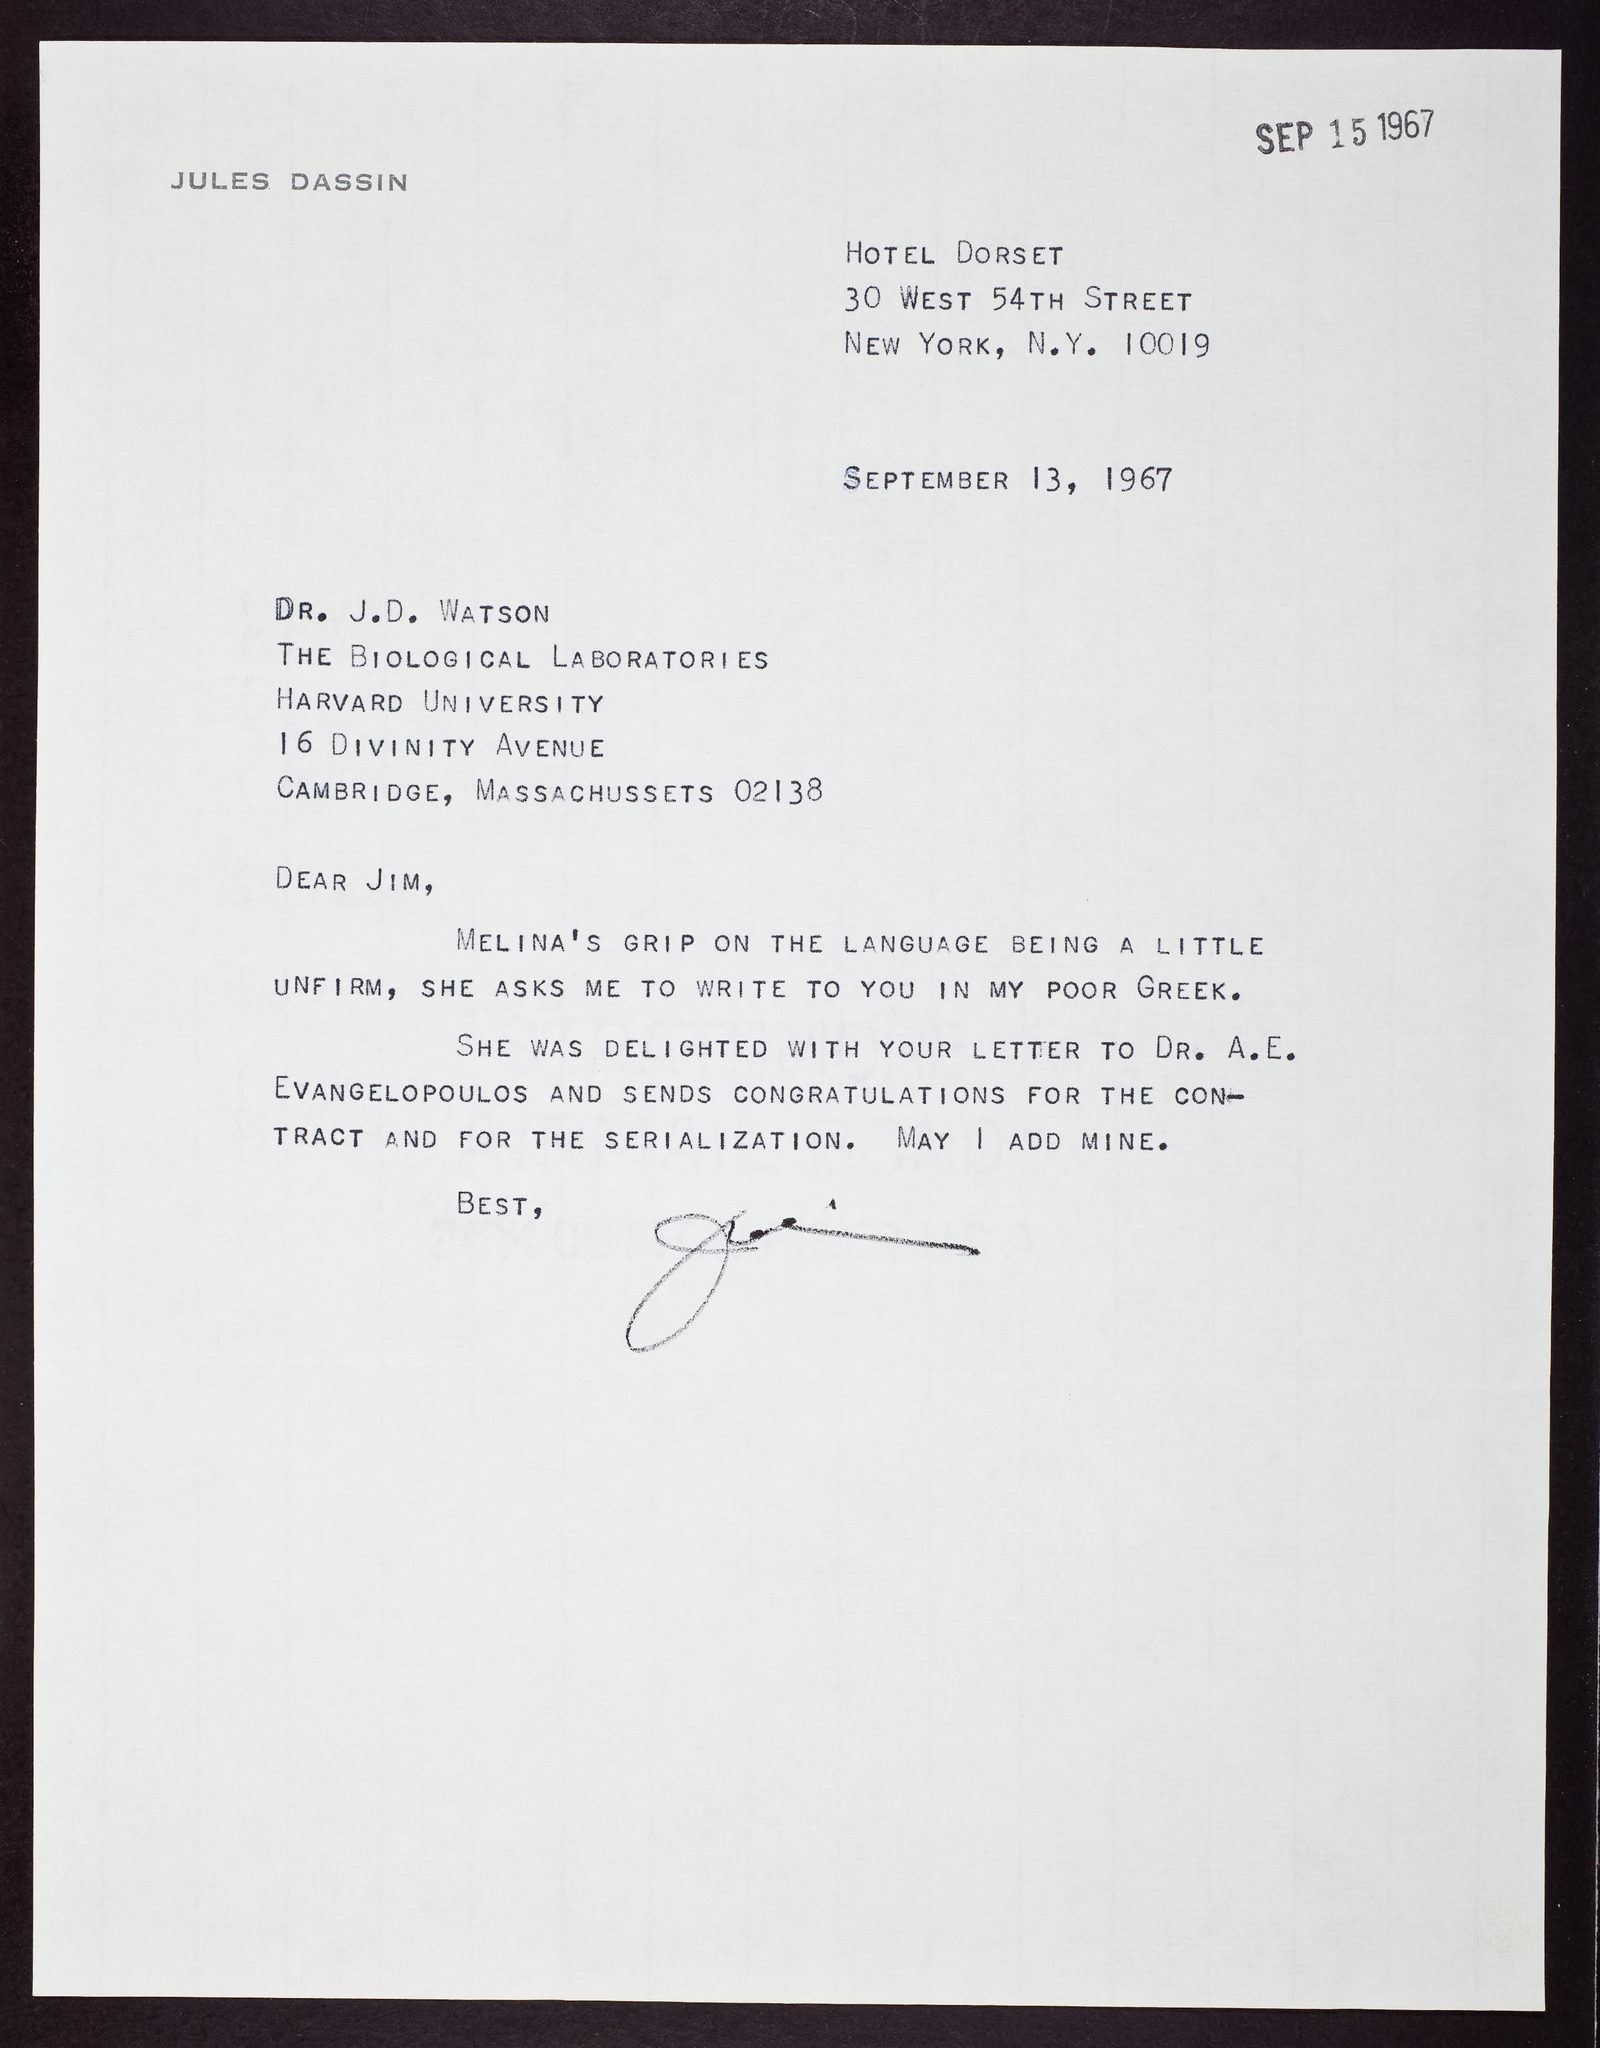 SEP 15 1967
JULES DASSIN
HOTEL DORSET
30 WEST 54TH STREET
NEW YORK, N.Y. 10019
SEPTEMBER 13, 1967
DR. J.D. WATSON
THE BIOLOGICAL LABORATORIES
HARVARD UNIVERSITY
16 DIVINITY AVENUE
CAMBRIDGE, MASSACHUSSETS 02138
DEAR JIM,
MELINA'S GRIP ON THE LANGUAGE BEING A LITTLE
UNFIRM, SHE ASKS ME TO WRITE TO YOU IN MY POOR GREEK.
SHE WAS DELIGHTED WITH YOUR LETTER TO DR. A.E.
EVANGELOPOULOS AND SENDS CONGRATULATIONS FOR THE CON-
TRACT AND FOR THE SERIALIZATION. MAY I ADD MINE.
BEST,